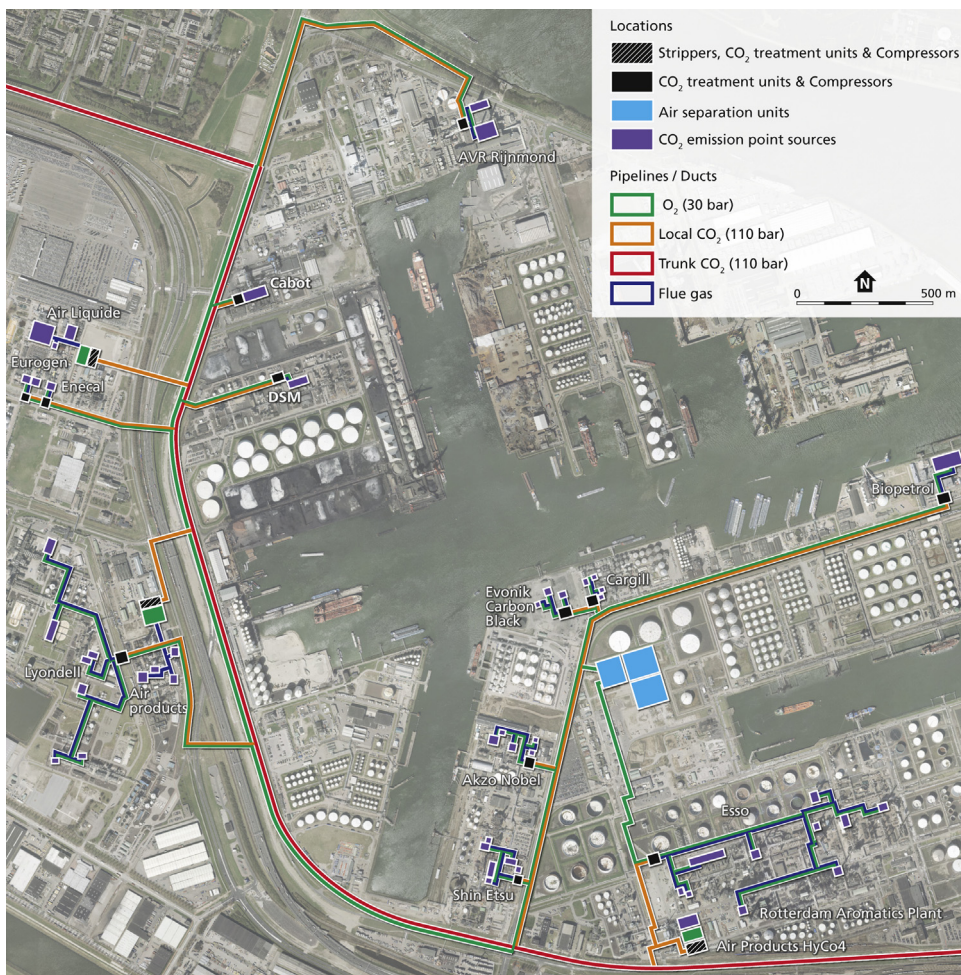 Locations
Strippers, CO₂ treatment units & Compressors
CO₂ treatment units & Compressors
Air separation units
CO₂ emission point sources
Pipelines / Ducts
O₂ (30 bar)
Local CO₂ (110 bar)
Trunk CO₂ (110 bar)
Flue gas
N
0
500 m
AVR Rijnmond
Cabot
Air Liquide
Eurogen
Enecal
DSM
Biopetrol
Evonik
Carbon
Black
Cargill
Lyondell
Air
products
Akzo Nobel
Esso
Shin Etsu
Rotterdam Aromatics Plant
Air Products HyCo4